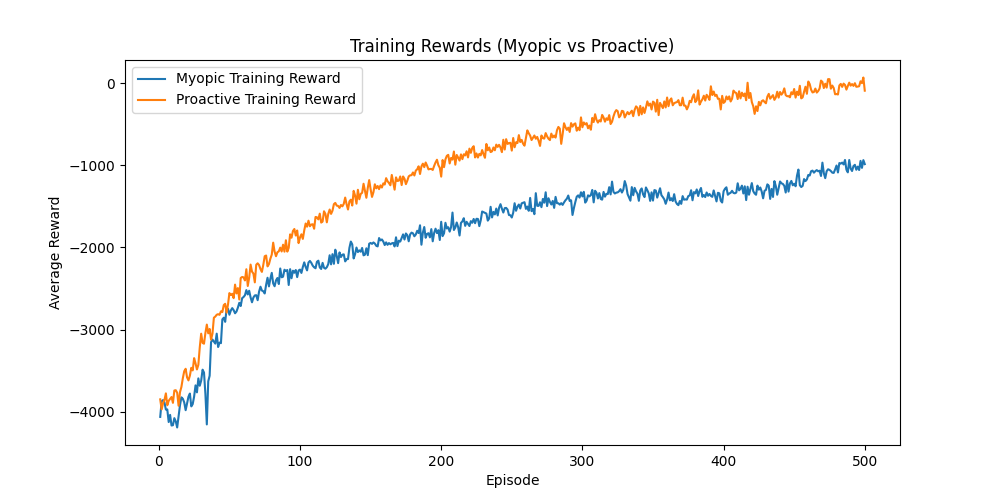 Training Rewards (Myopic vs Proactive)
Myopic Training Reward
Proactive Training Reward
Average Reward
0
−1000
−2000
−3000
−4000
0 100 200 300 400 500
Episode